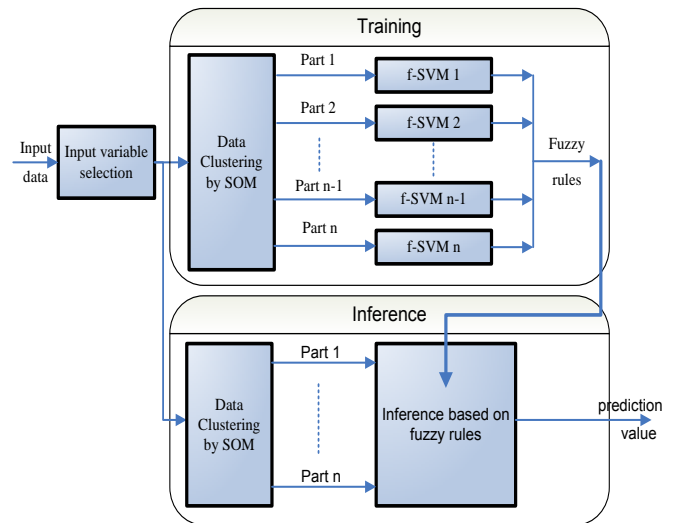 Training
Part 1
f-SVM 1
Part 2
f-SVM 2
Input
data
Input variable
selection
Data
Clustering
by SOM
Fuzzy
rules
Part n-1
f-SVM n-1
Part n
f-SVM n
Inference
Part 1
Data
Clustering
by SOM
Inference based on
fuzzy rules
prediction
value
Part n